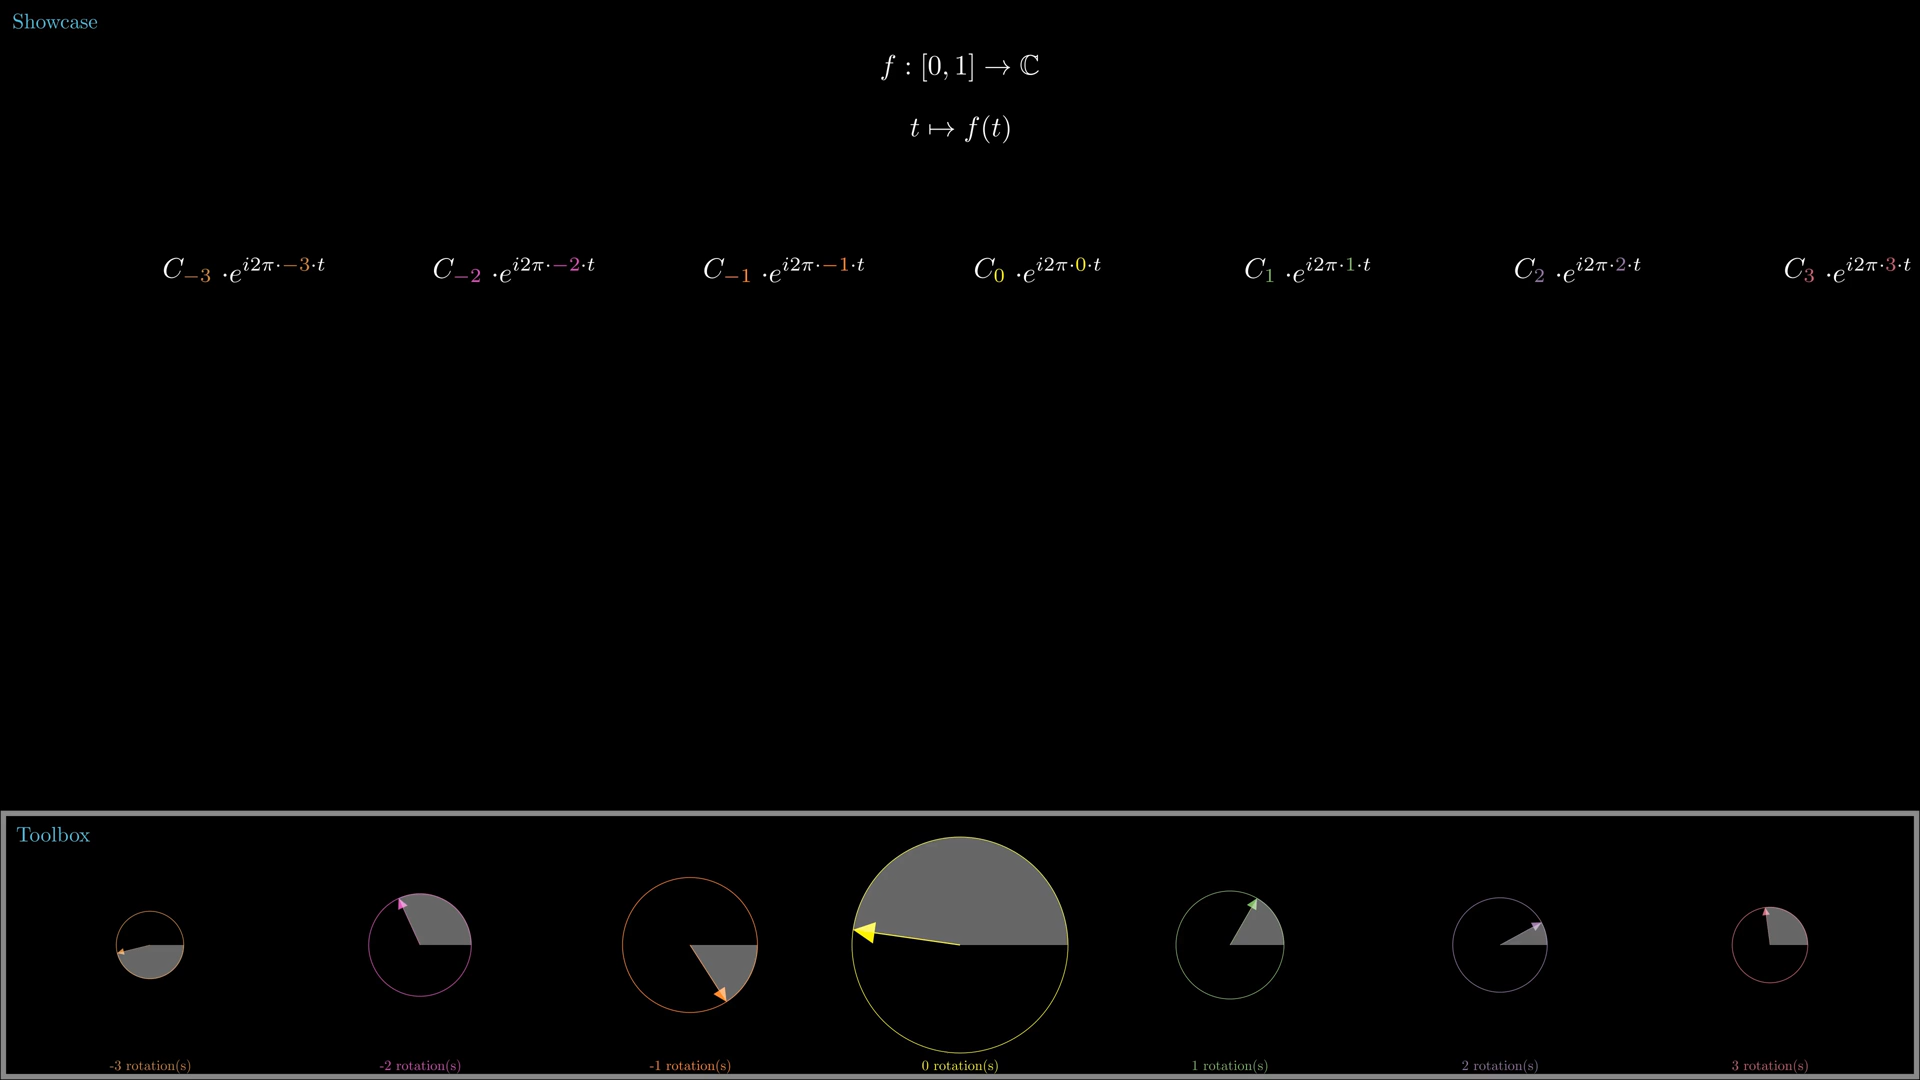 Showcase
f : [0, 1] → ℂ
t ↦ f(t)
C₋₃ · e^{i2π·−3·t} C₋₂ · e^{i2π·−2·t} C₋₁ · e^{i2π·−1·t} C₀ · e^{i2π·0·t} C₁ · e^{i2π·1·t} C₂ · e^{i2π·2·t} C₃ · e^{i2π·3·t}
Toolbox
-3 rotation(s) -2 rotation(s) -1 rotation(s) 0 rotation(s) 1 rotation(s) 2 rotation(s) 3 rotation(s)